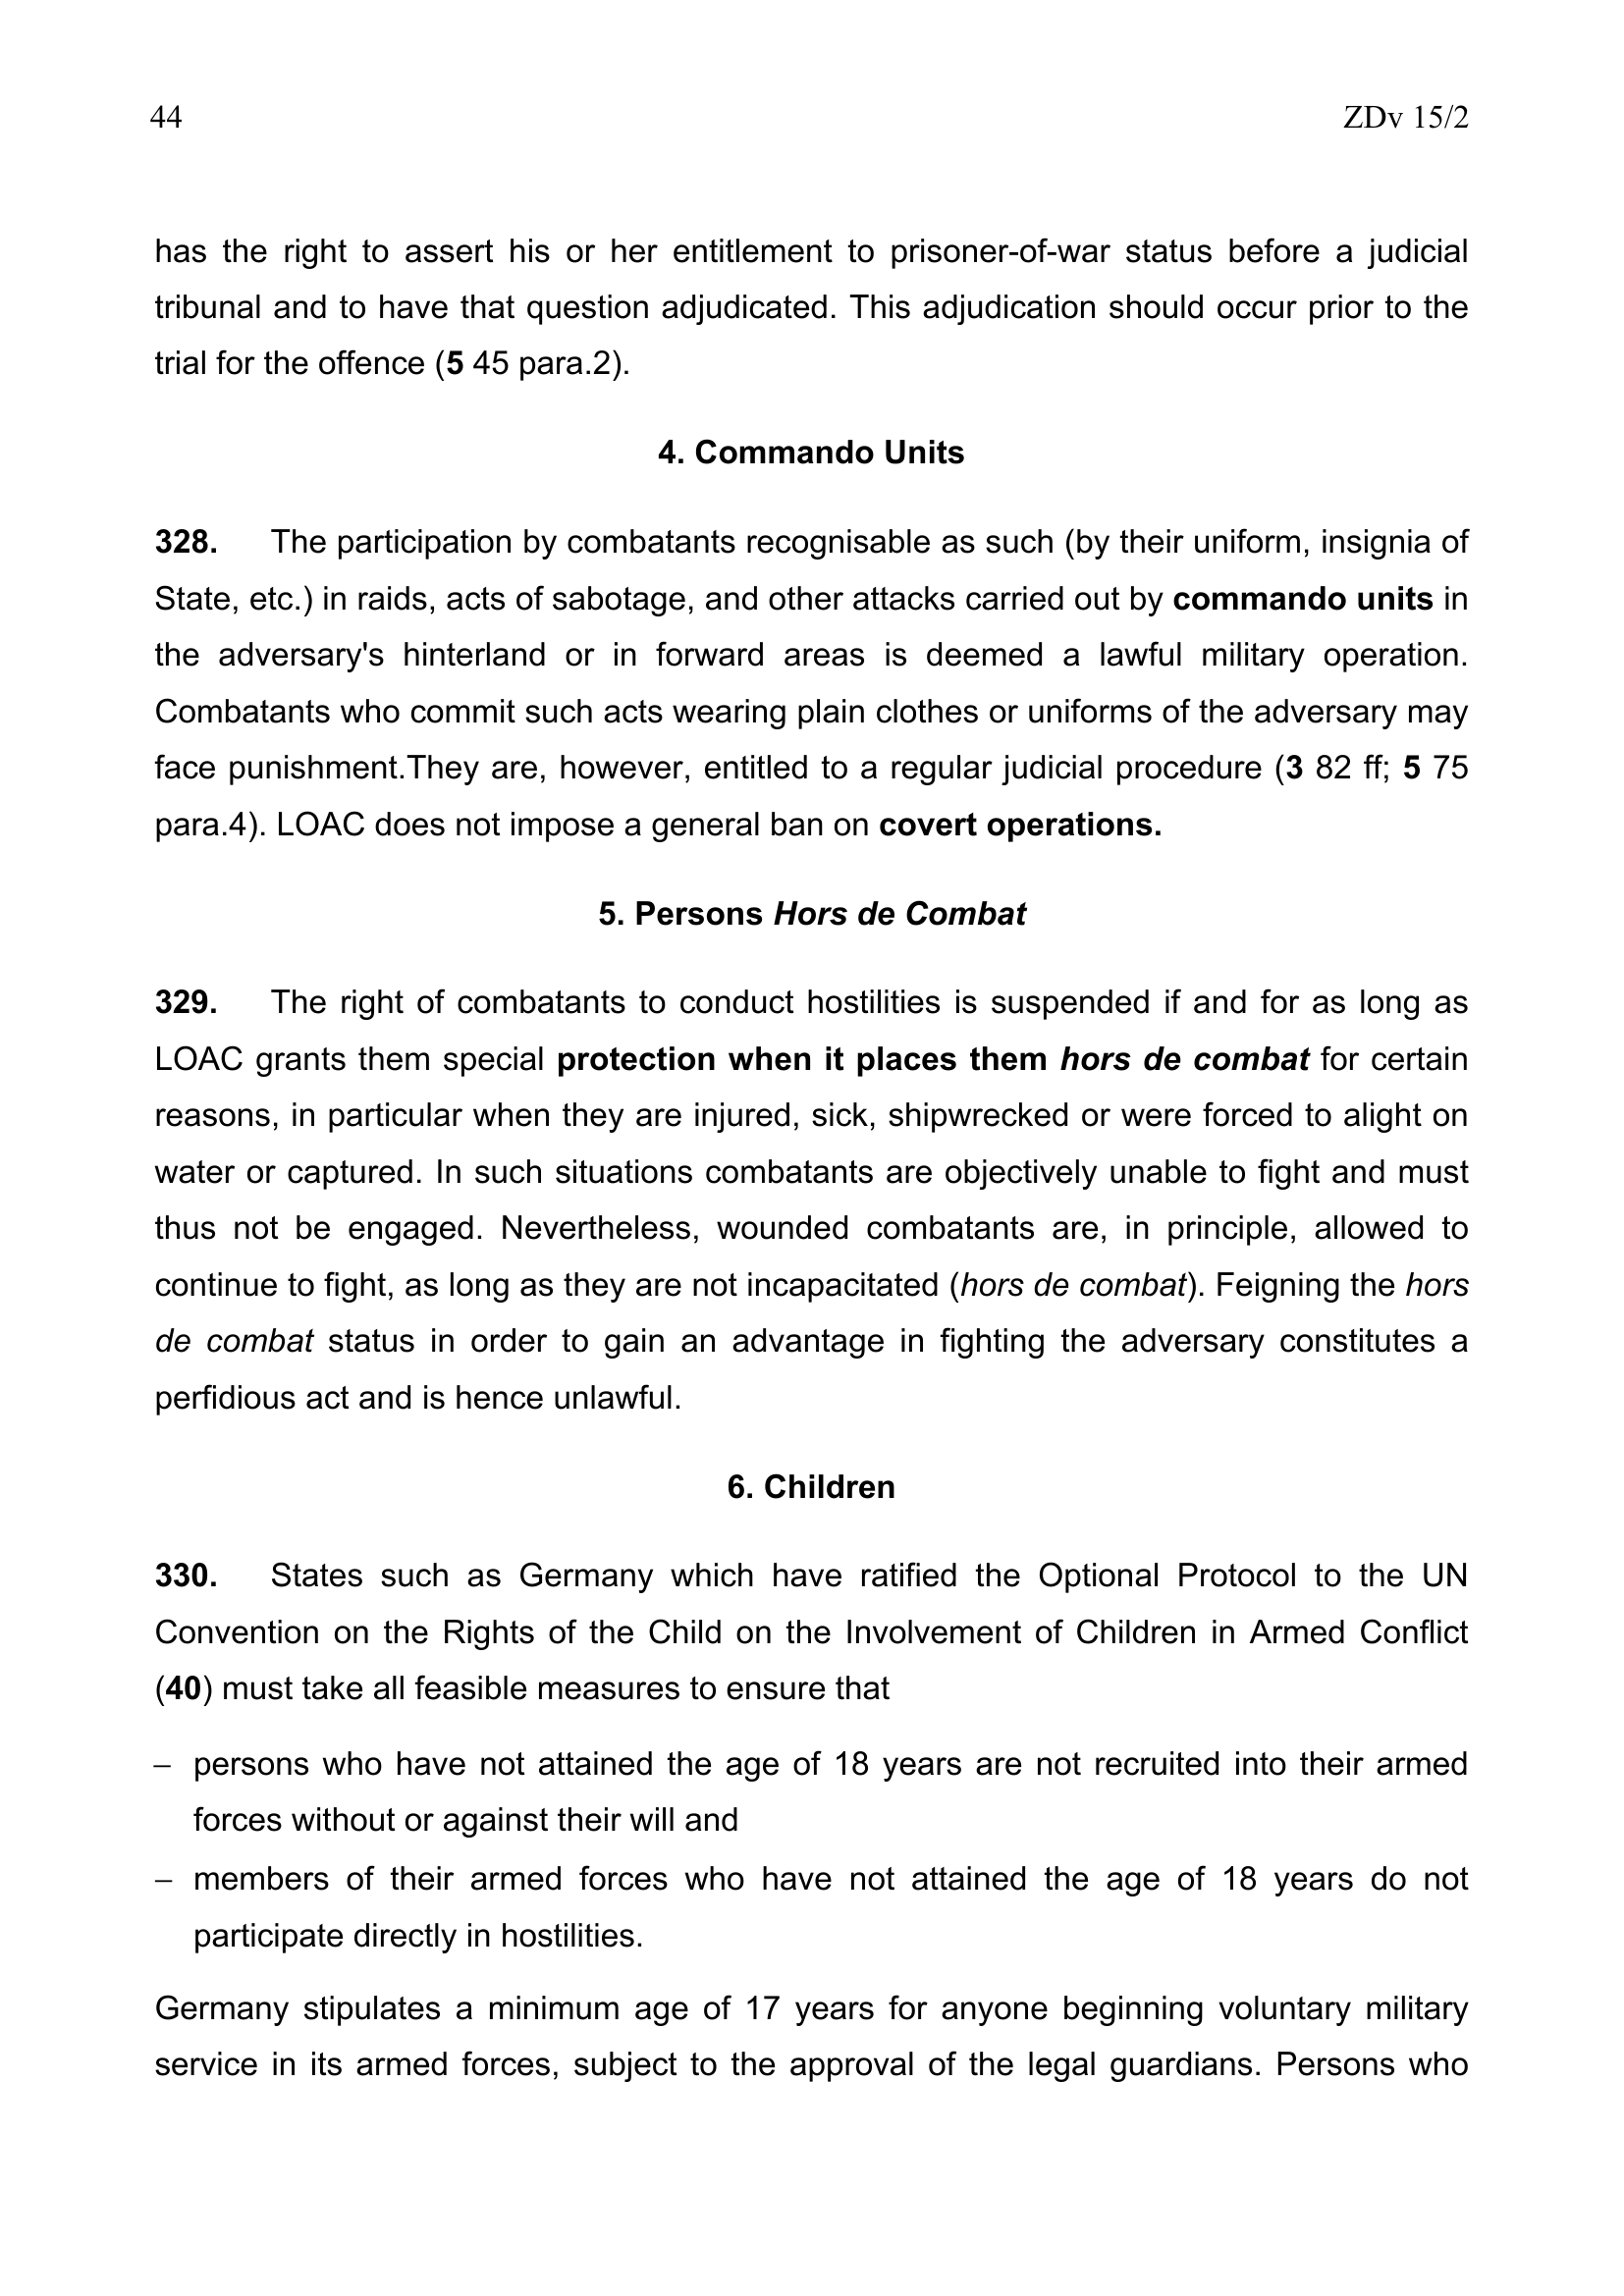 44 ZDv 15/2
has the right to assert his or her entitlement to prisoner-of-war status before a judicial
tribunal and to have that question adjudicated. This adjudication should occur prior to the
trial for the offence (5 45 para.2).
4. Commando Units
328. The participation by combatants recognisable as such (by their uniform, insignia of
State, etc.) in raids, acts of sabotage, and other attacks carried out by commando units in
the adversary's hinterland or in forward areas is deemed a lawful military operation.
Combatants who commit such acts wearing plain clothes or uniforms of the adversary may
face punishment.They are, however, entitled to a regular judicial procedure (3 82 ff; 5 75
para.4). LOAC does not impose a general ban on covert operations.
5. Persons Hors de Combat
329. The right of combatants to conduct hostilities is suspended if and for as long as
LOAC grants them special protection when it places them hors de combat for certain
reasons, in particular when they are injured, sick, shipwrecked or were forced to alight on
water or captured. In such situations combatants are objectively unable to fight and must
thus not be engaged. Nevertheless, wounded combatants are, in principle, allowed to
continue to fight, as long as they are not incapacitated (hors de combat). Feigning the hors
de combat status in order to gain an advantage in fighting the adversary constitutes a
perfidious act and is hence unlawful.
6. Children
330. States such as Germany which have ratified the Optional Protocol to the UN
Convention on the Rights of the Child on the Involvement of Children in Armed Conflict
(40) must take all feasible measures to ensure that
– persons who have not attained the age of 18 years are not recruited into their armed
forces without or against their will and
– members of their armed forces who have not attained the age of 18 years do not
participate directly in hostilities.
Germany stipulates a minimum age of 17 years for anyone beginning voluntary military
service in its armed forces, subject to the approval of the legal guardians. Persons who